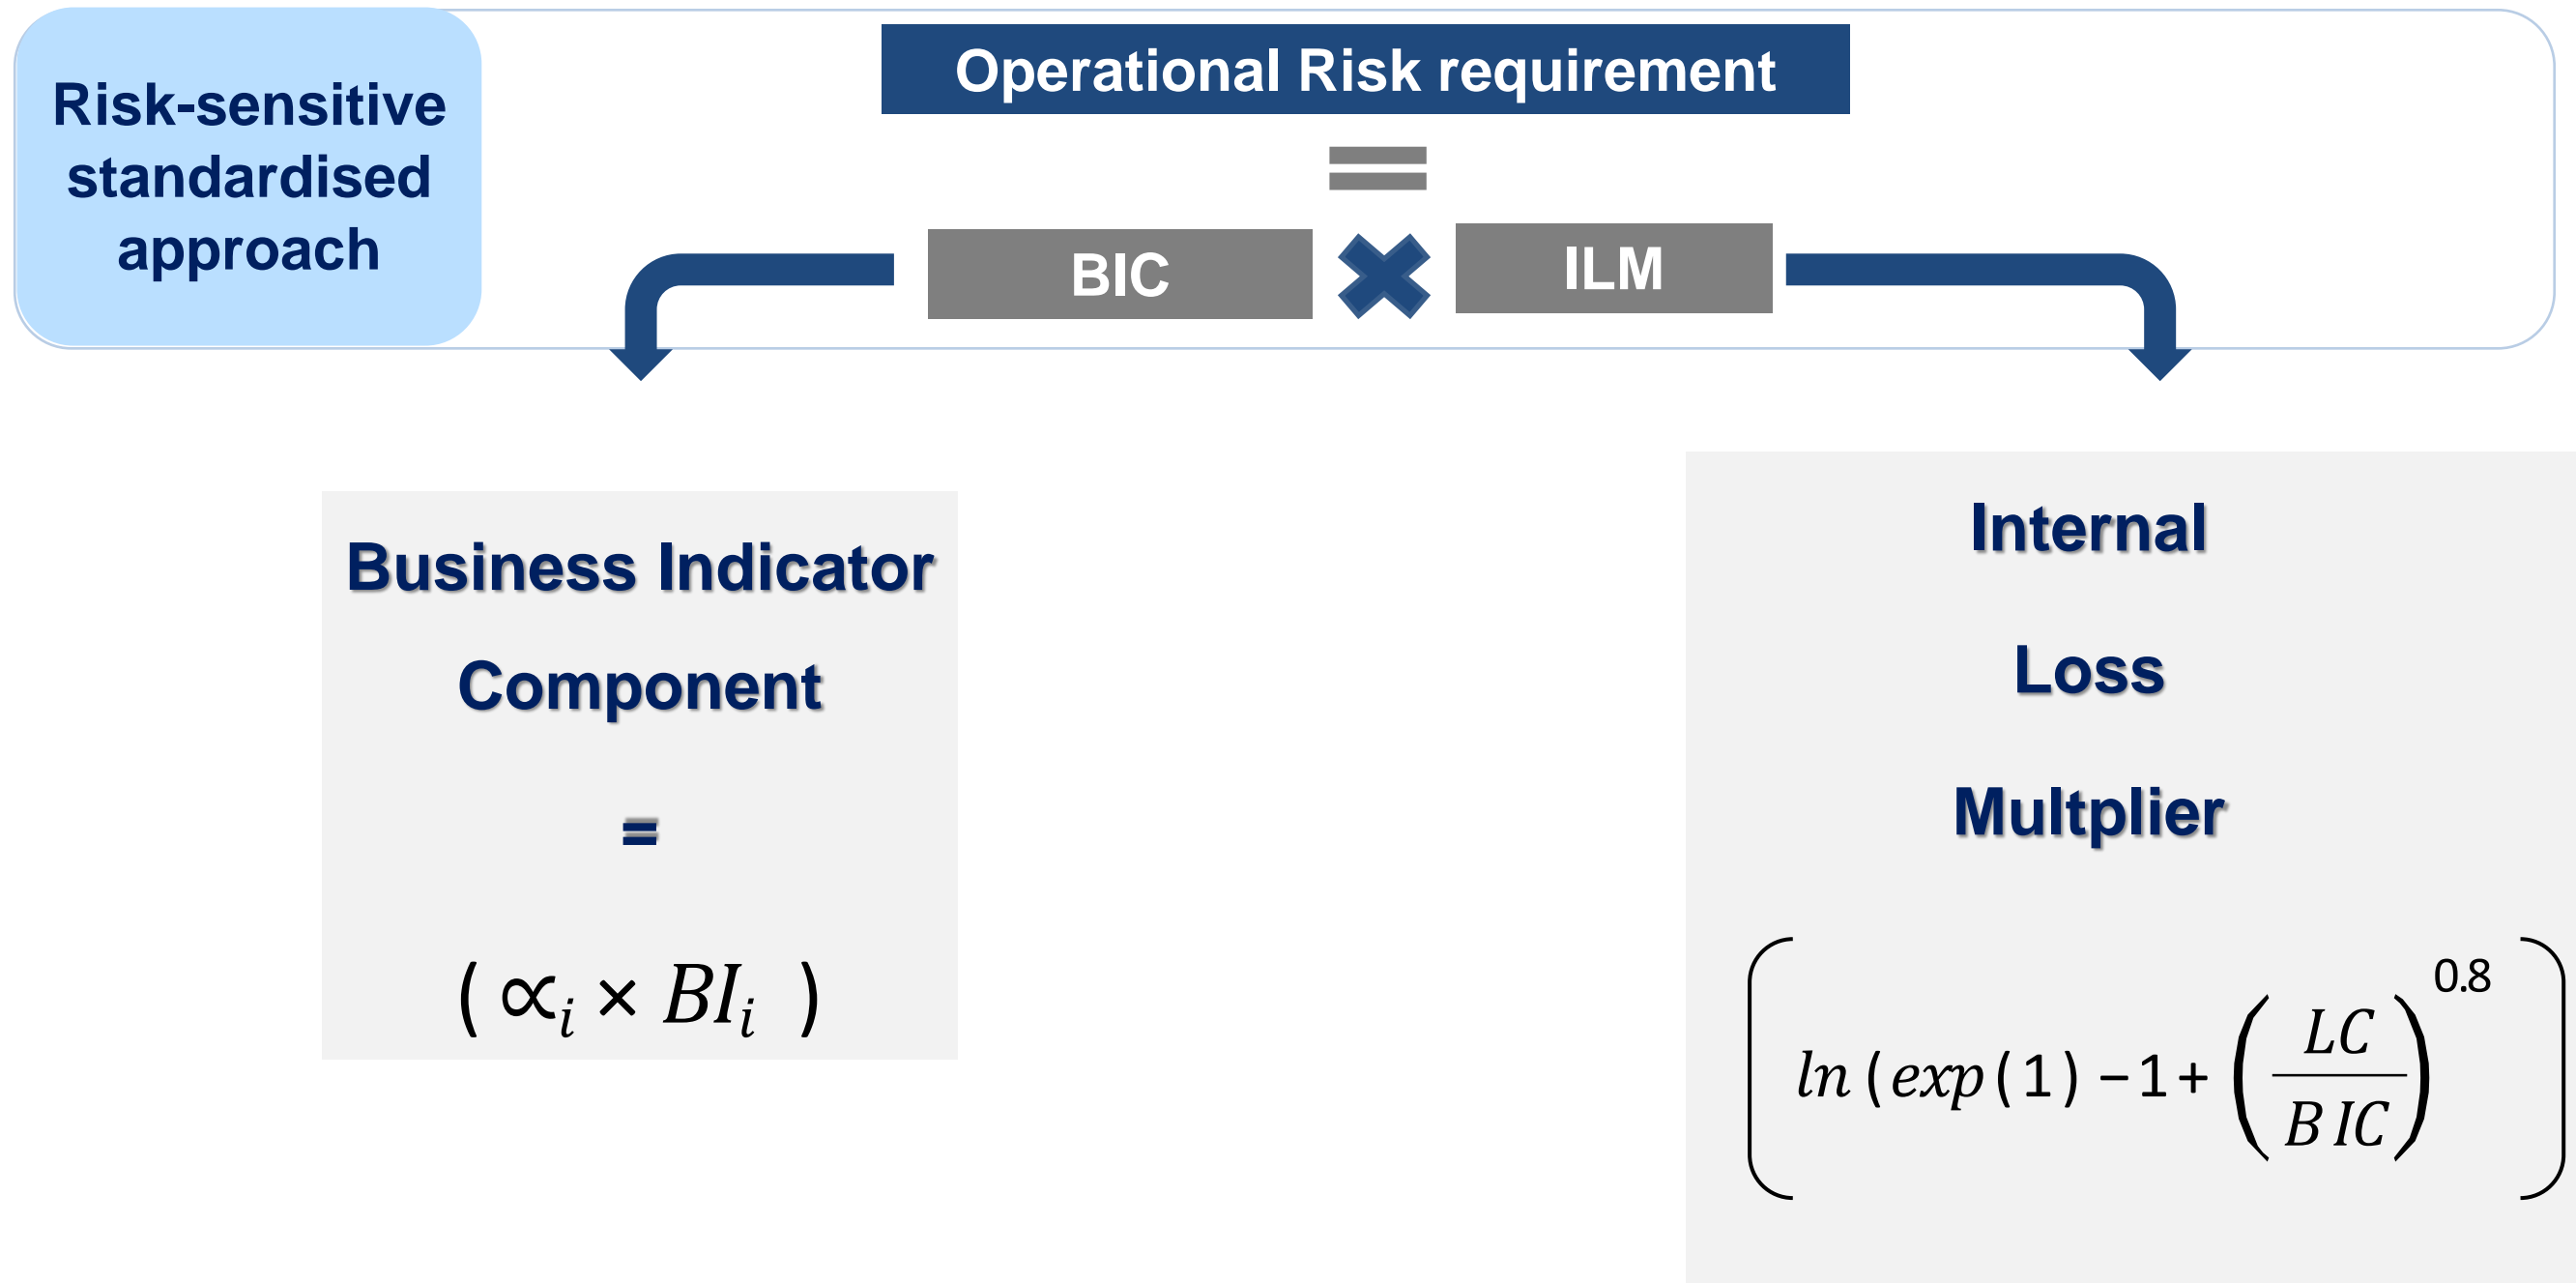 Risk-sensitive
standardised
approach
Operational Risk requirement
=
BIC × ILM
Business Indicator
Component
=
( ∝i × BIi )
Internal
Loss
Multplier
( ln (exp(1) −1+ (LC / BIC)^0.8 )